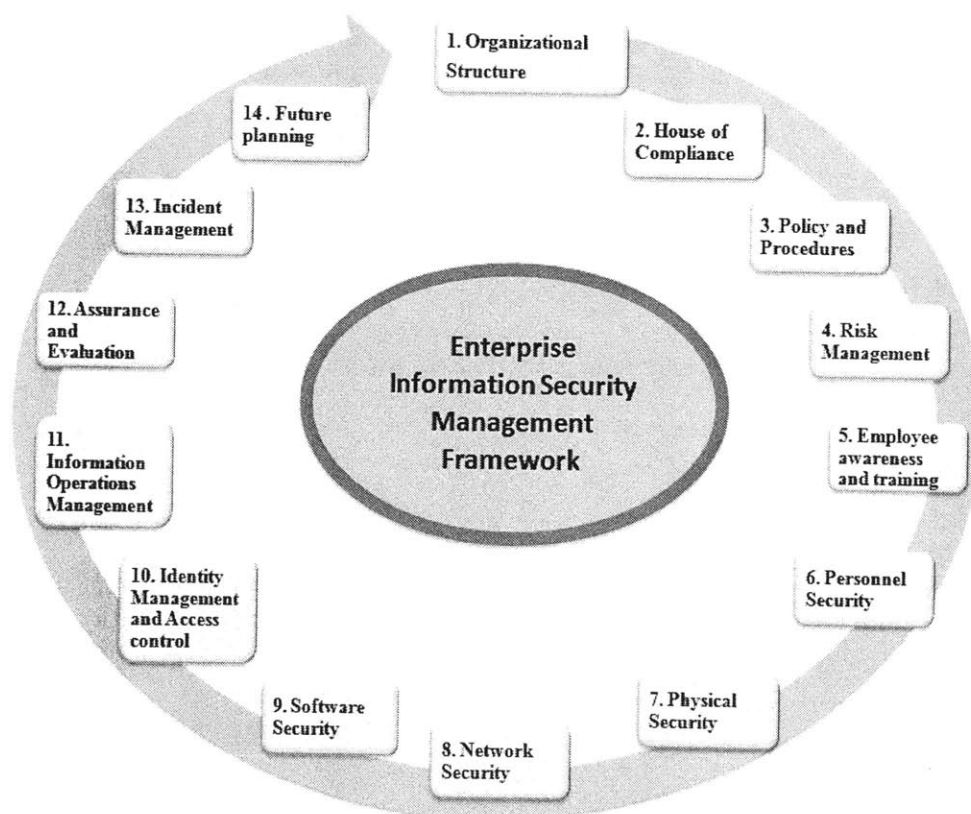 1. Organizational
Structure
2. House of
Compliance
3. Policy and
Procedures
4. Risk
Management
5. Employee
awareness
and training
6. Personnel
Security
7. Physical
Security
8. Network
Security
9. Software
Security
10. Identity
Management
and Access
control
11.
Information
Operations
Management
12. Assurance
and
Evaluation
13. Incident
Management
14. Future
planning
Enterprise
Information Security
Management
Framework